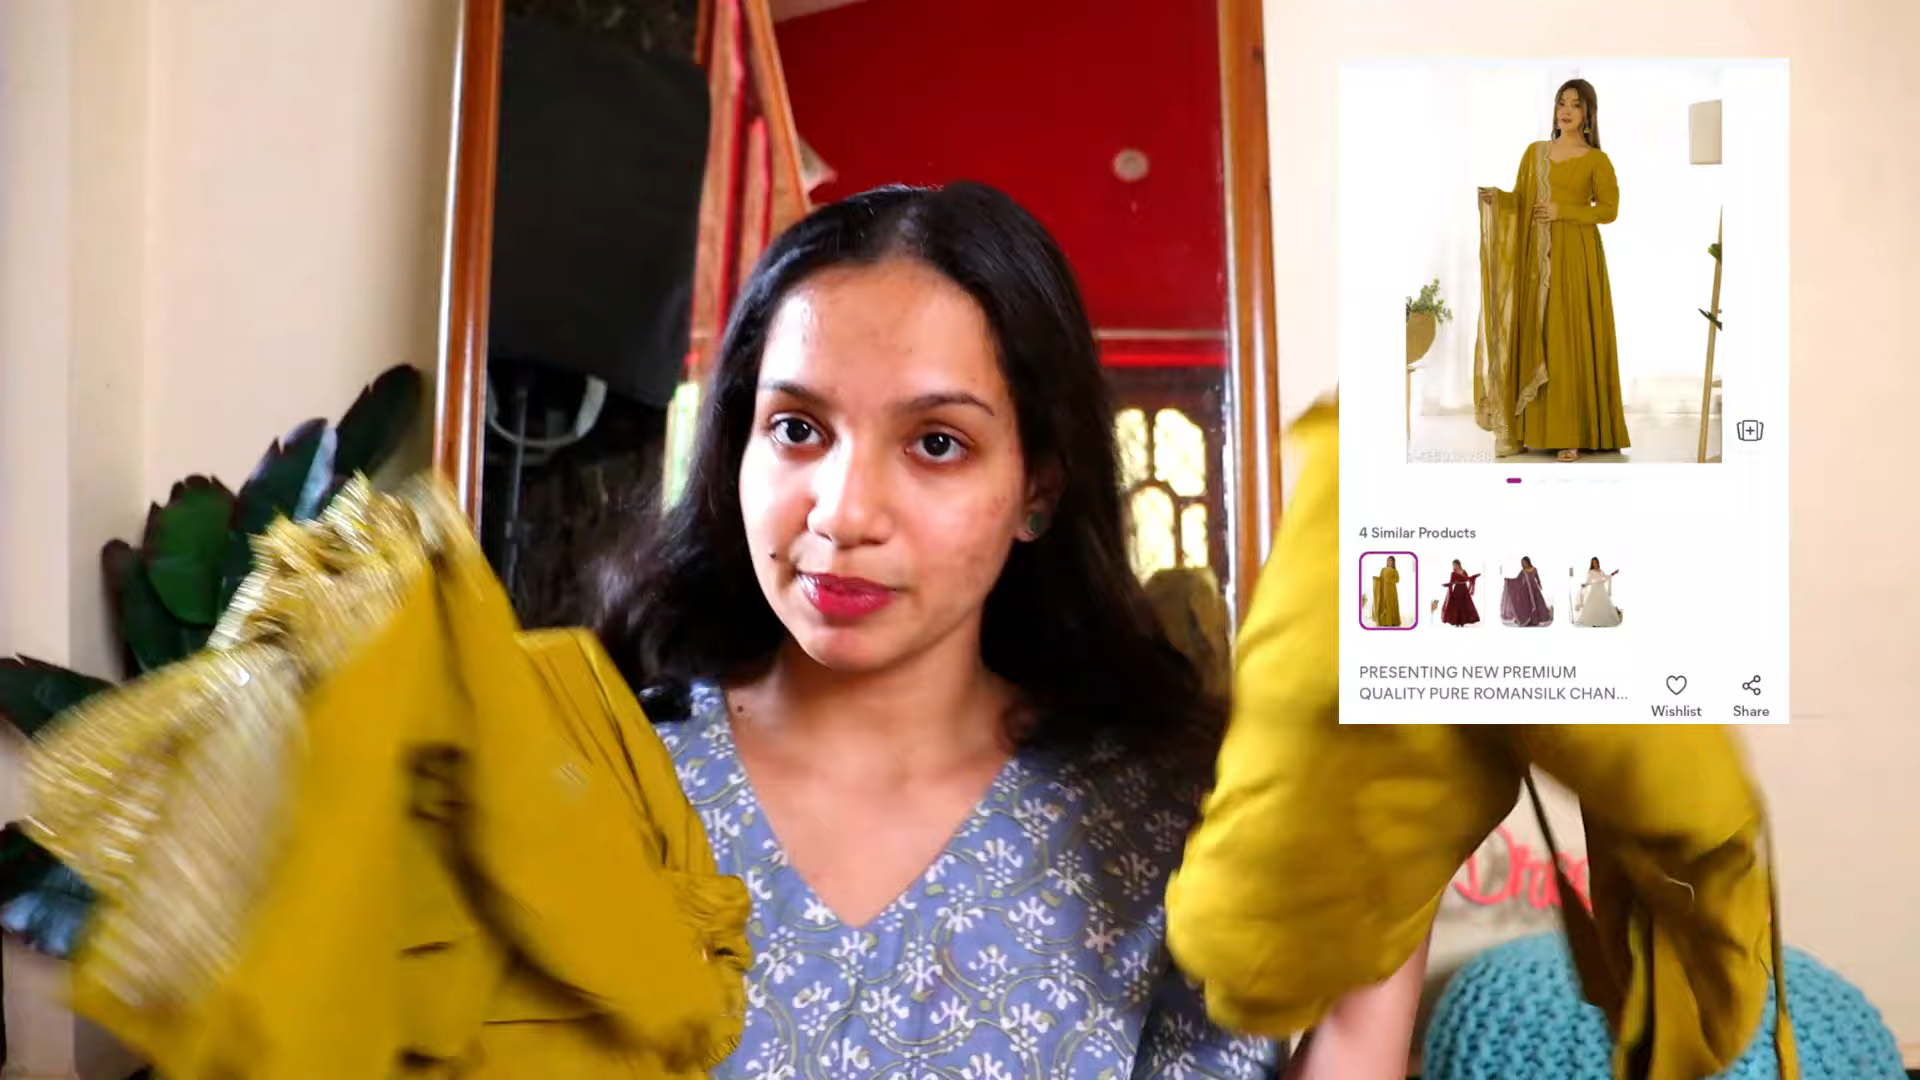 4 Similar Products
PRESENTING NEW PREMIUM
QUALITY PURE ROMANSILK CHAN...
Wishlist
Share